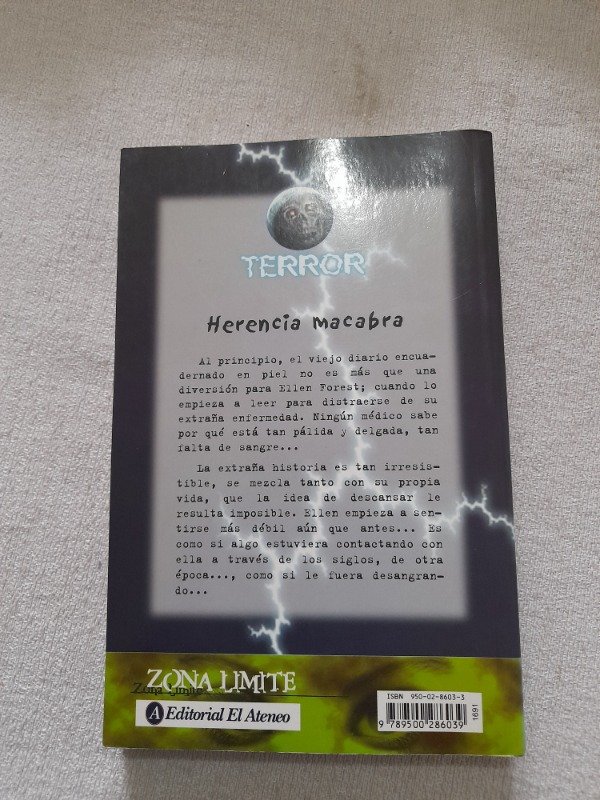 TERROR
Herencia macabra
Al principio, el viejo diario encua-
dernado en piel no es más que una
diversión para Ellen Forest; cuando lo
empieza a leer para distraerse de su
extraña enfermedad. Ningún médico sabe
por qué está tan pálida y delgada, tan
falta de sangre...
La extraña historia es tan irresis-
tible, se mezcla tanto con su propia
vida, que la idea de descansar le
resulta imposible. Ellen empieza a sen-
tirse más débil aún que antes... Es
como si algo estuviera contactando con
ella a través de los siglos, de otra
época..., como si le fuera desangran-
do...
ZONA LIMITE
Zona Limite
A Editorial El Ateneo
ISBN 950-02-8603-3
9 789500 286039
1691